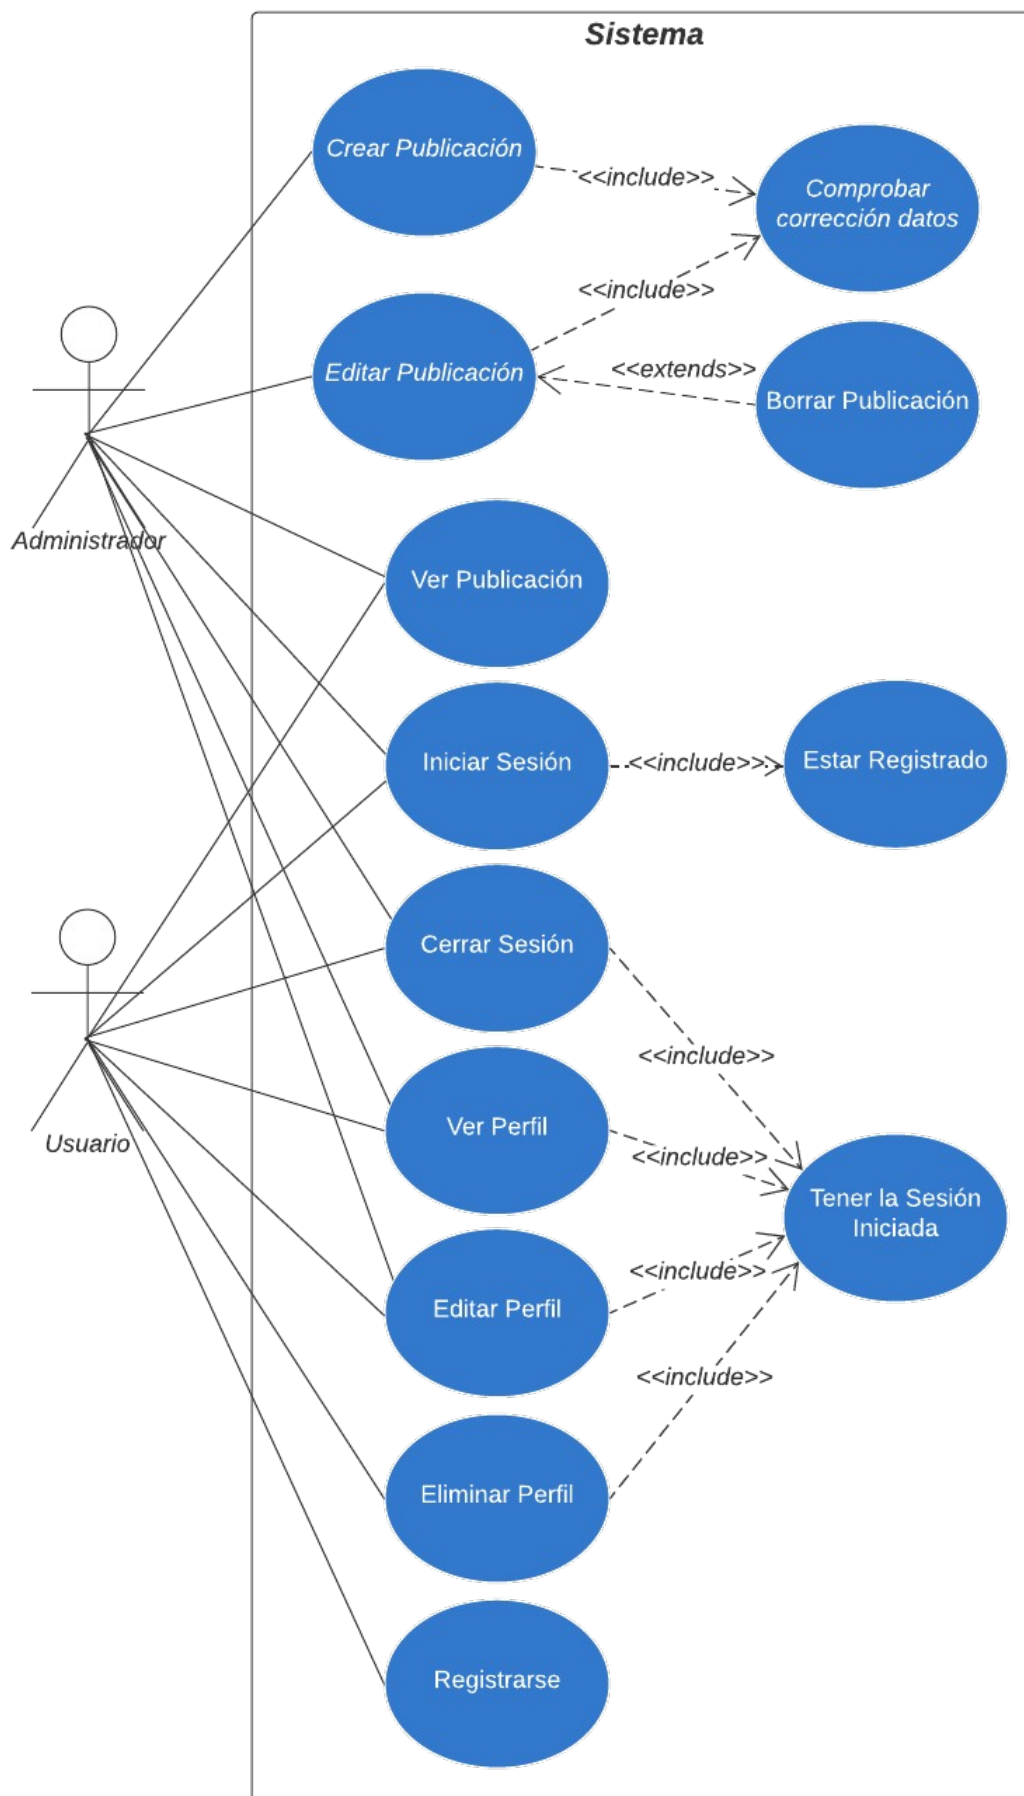 Sistema
Crear Publicación
<<include>>
Comprobar
corrección datos
<<include>>
Editar Publicación
<<extends>>
Borrar Publicación
Administrador
Ver Publicación
Iniciar Sesión
<<include>>
Estar Registrado
Cerrar Sesión
<<include>>
Usuario
Ver Perfil
<<include>>
Tener la Sesión
Iniciada
Editar Perfil
<<include>>
<<include>>
Eliminar Perfil
Registrarse